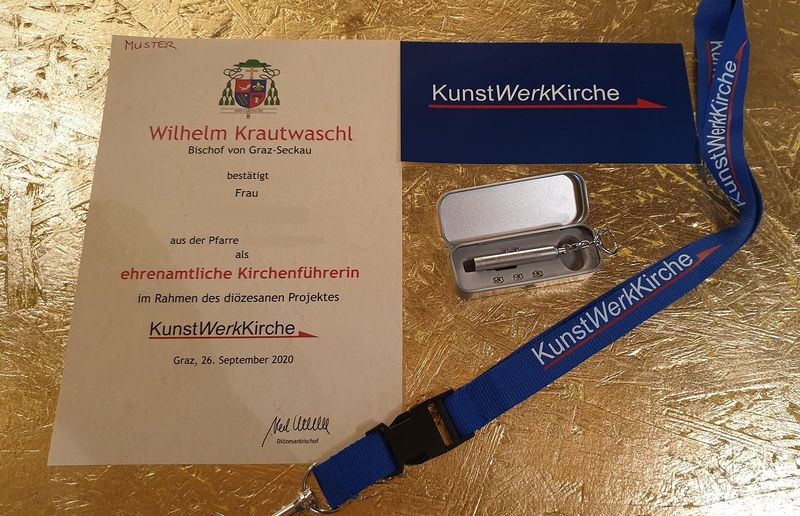 MUSTER
Wilhelm Krautwaschl
Bischof von Graz-Seckau
bestätigt
Frau
aus der Pfarre
als
ehrenamtliche Kirchenführerin
im Rahmen des diözesanen Projektes
KunstWerkKirche
Graz, 26. September 2020
Diözesanbischof
KunstWerkKirche
KunstWerkKirche
KunstWerkKirche